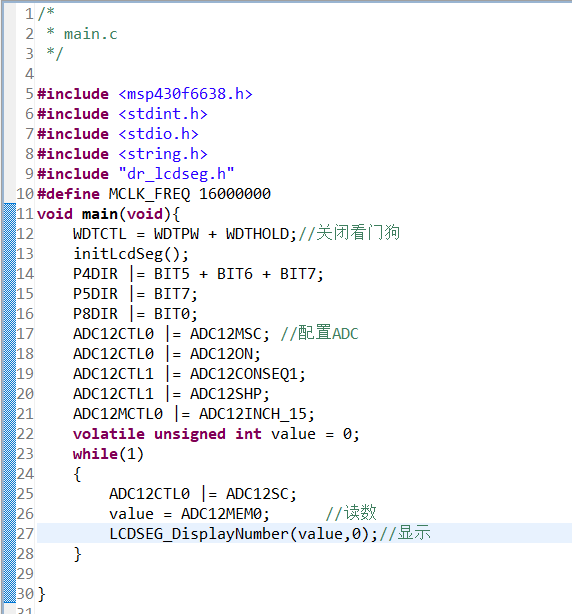 1 /*
2  * main.c
3  */
4
5 #include <msp430f6638.h>
6 #include <stdint.h>
7 #include <stdio.h>
8 #include <string.h>
9 #include "dr_lcdseg.h"
10 #define MCLK_FREQ 16000000
11 void main(void){
12     WDTCTL = WDTPW + WDTHOLD;//关闭看门狗
13     initLcdSeg();
14     P4DIR |= BIT5 + BIT6 + BIT7;
15     P5DIR |= BIT7;
16     P8DIR |= BIT0;
17     ADC12CTL0 |= ADC12MSC; //配置ADC
18     ADC12CTL0 |= ADC12ON;
19     ADC12CTL1 |= ADC12CONSEQ1;
20     ADC12CTL1 |= ADC12SHP;
21     ADC12MCTL0 |= ADC12INCH_15;
22     volatile unsigned int value = 0;
23     while(1)
24     {
25         ADC12CTL0 |= ADC12SC;
26         value = ADC12MEM0;      //读数
27         LCDSEG_DisplayNumber(value,0);//显示
28     }
29
30 }
31